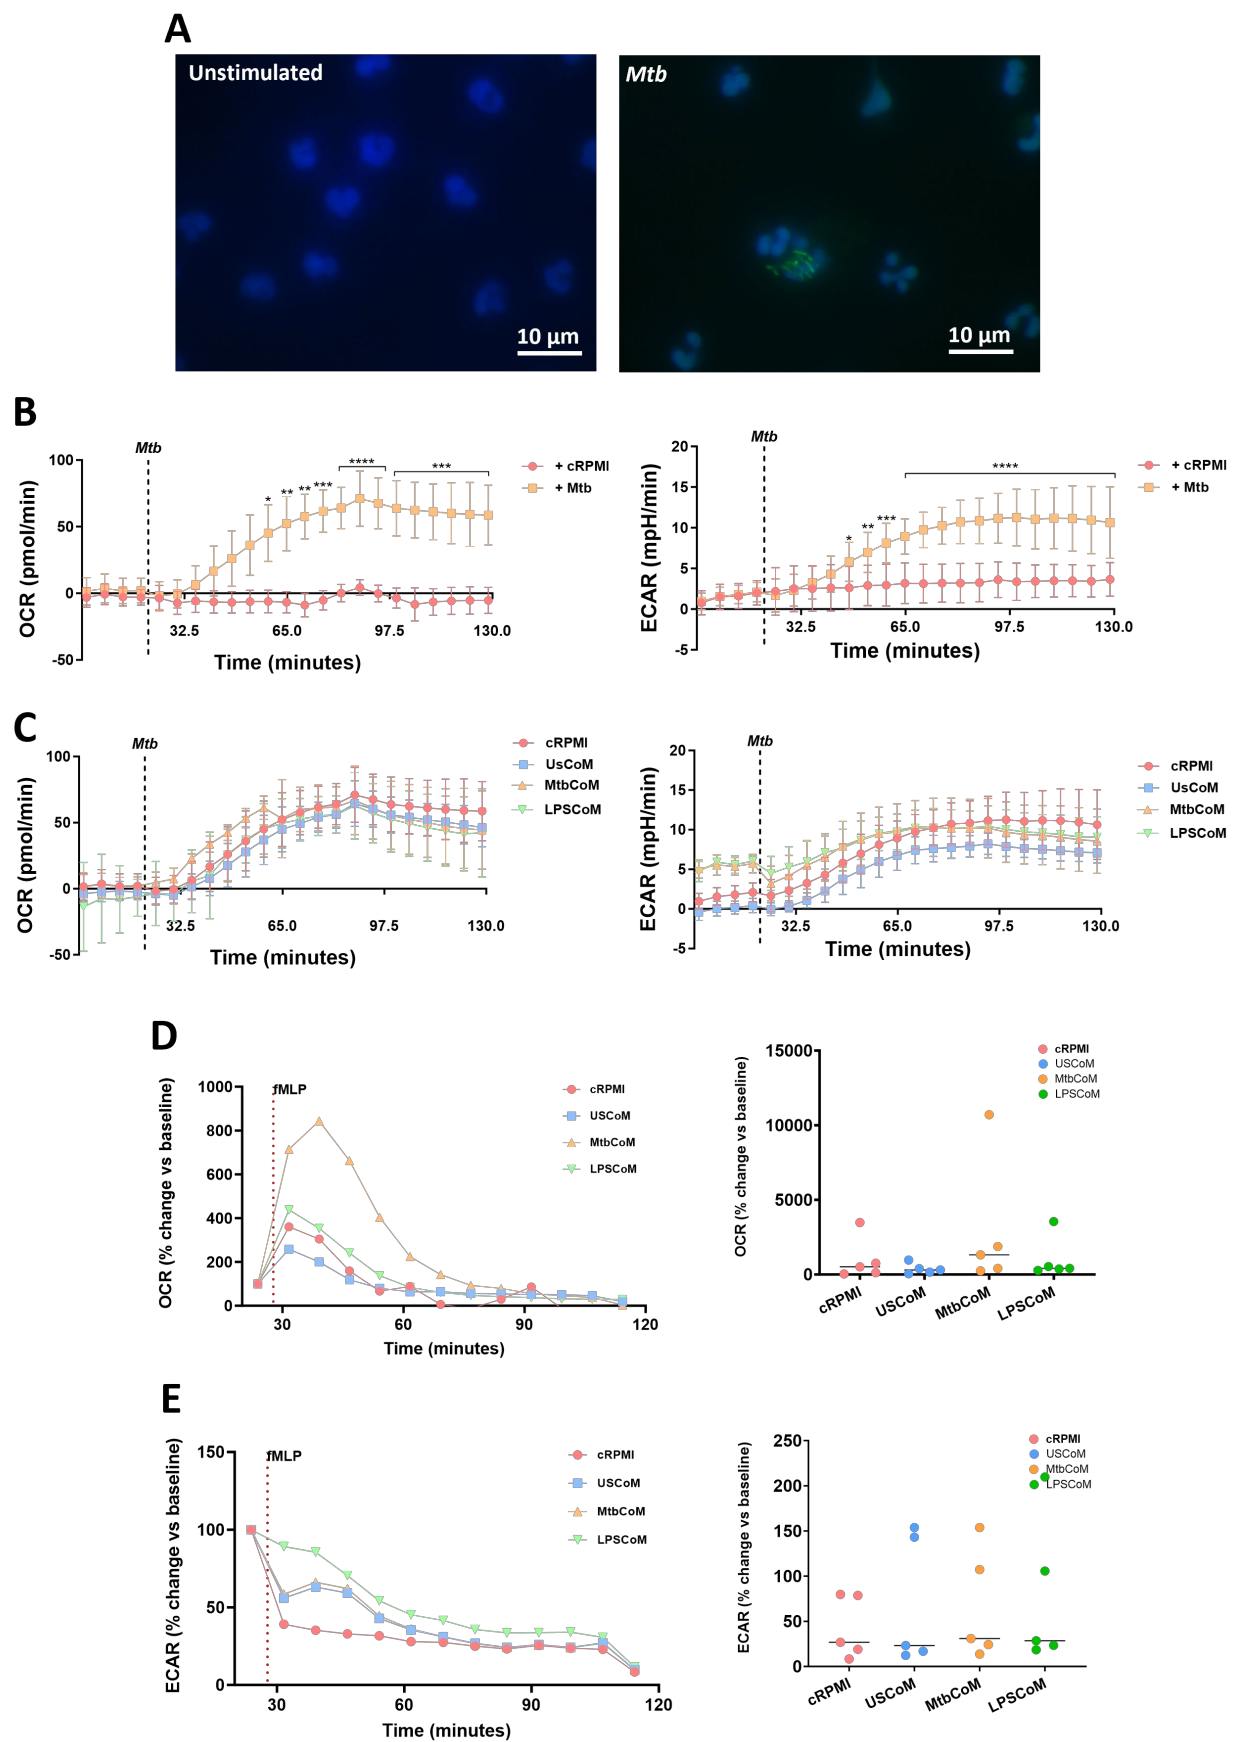 A
Unstimulated
Mtb
10 µm
10 µm
B
Mtb
100
50
0
-50
OCR (pmol/min)
* ** ** *** **** ***
32.5 65.0 97.5 130.0
Time (minutes)
+ cRPMI
+ Mtb
Mtb
20
15
10
5
0
-5
ECAR (mpH/min)
* ** *** ****
32.5 65.0 97.5 130.0
Time (minutes)
+ cRPMI
+ Mtb
C
Mtb
100
50
0
-50
OCR (pmol/min)
32.5 65.0 97.5 130.0
Time (minutes)
cRPMI
UsCoM
MtbCoM
LPSCoM
Mtb
20
15
10
5
0
-5
ECAR (mpH/min)
32.5 65.0 97.5 130.0
Time (minutes)
cRPMI
UsCoM
MtbCoM
LPSCoM
D
fMLP
1000
800
600
400
200
0
OCR (% change vs baseline)
30 60 90 120
Time (minutes)
cRPMI
USCoM
MtbCoM
LPSCoM
15000
10000
5000
0
OCR (% change vs baseline)
cRPMI USCoM MtbCoM LPSCoM
cRPMI
USCoM
MtbCoM
LPSCoM
E
fMLP
150
100
50
0
ECAR (% change vs baseline)
30 60 90 120
Time (minutes)
cRPMI
USCoM
MtbCoM
LPSCoM
250
200
150
100
50
0
ECAR (% change vs baseline)
cRPMI USCoM MtbCoM LPSCoM
cRPMI
USCoM
MtbCoM
LPSCoM